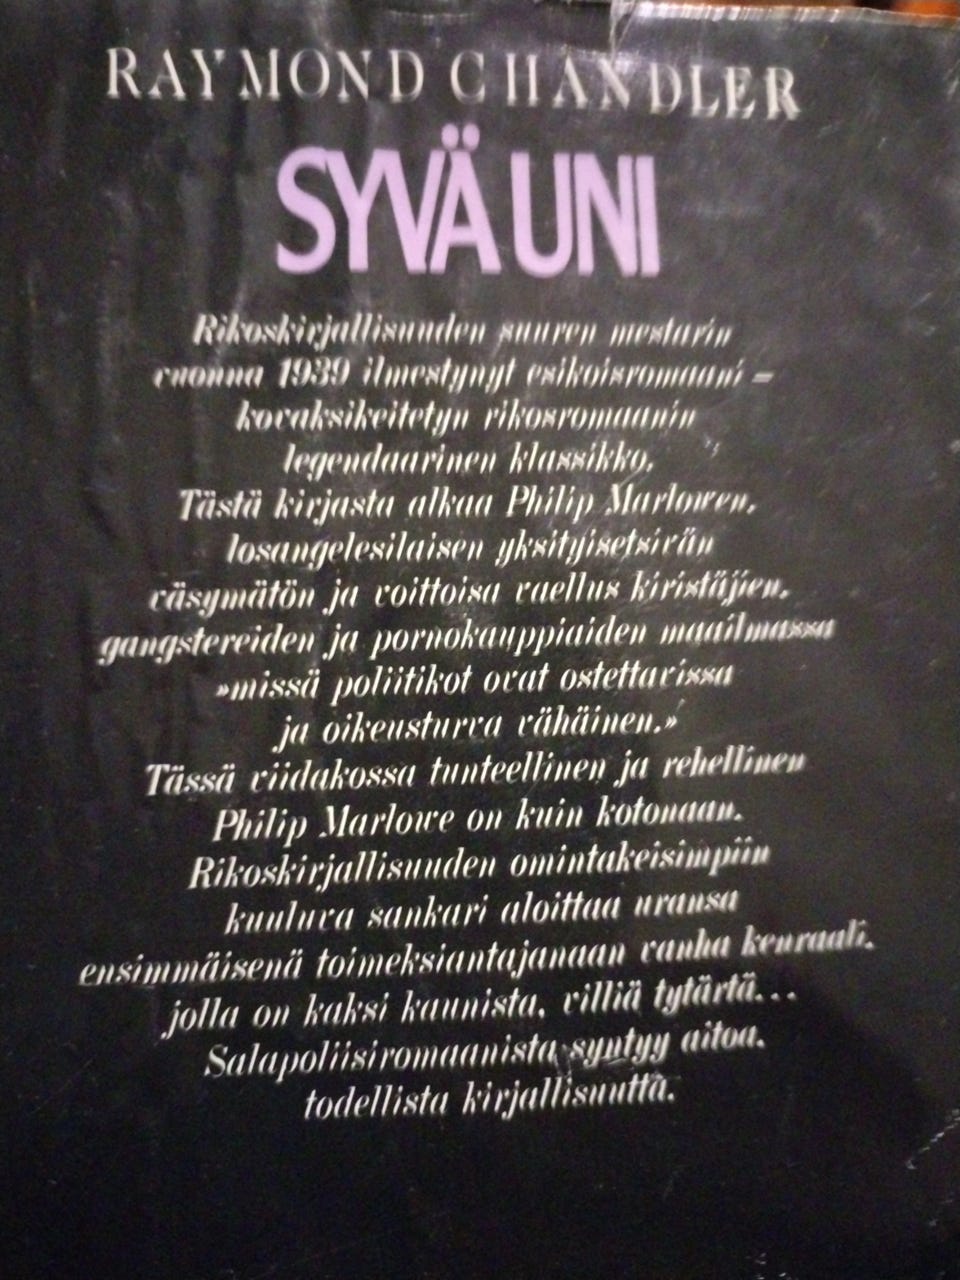 RAYMOND CHANDLER
SYVÄ UNI
Rikoskirjallisuuden suuren mestarin
vuonna 1939 ilmestynyt esikoisromaani –
kovaksikeitetyn rikosromaanin
legendaarinen klassikko.
Tästä kirjasta alkaa Philip Marlowen,
losangelesilaisen yksityisetsivän
väsymätön ja voittoisa vaellus kiristäjien,
gangstereiden ja pornokauppiaiden maailmassa
»missä poliitikot ovat ostettavissa
ja oikeusturva vähäinen.»
Tässä viidakossa tunteellinen ja rehellinen
Philip Marlowe on kuin kotonaan.
Rikoskirjallisuuden omintakeisimpiin
kuuluva sankari aloittaa uransa
ensimmäisenä toimeksiantajanaan vanha kenraali,
jolla on kaksi kaunista, villiä tytärtä...
Salapoliisiromaanista syntyy aitoa,
todellista kirjallisuutta.